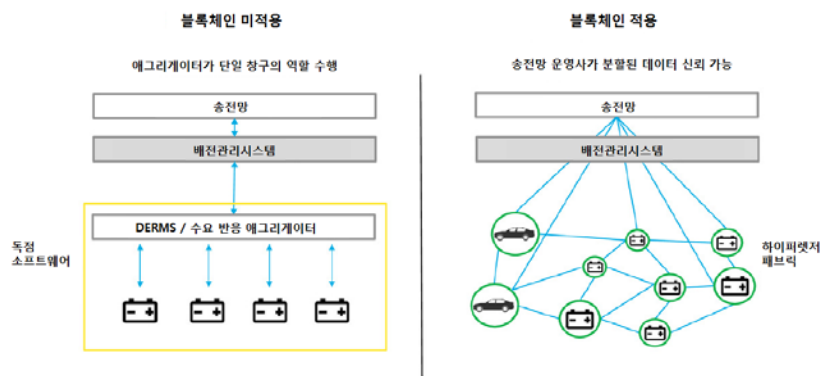 블록체인 미적용
애그리게이터가 단일 창구의 역할 수행
송전망
배전관리시스템
DERMS / 수요 반응 애그리게이터
독점
소프트웨어
블록체인 적용
송전망 운영사가 분할된 데이터 신뢰 가능
송전망
배전관리시스템
하이퍼렛저
패브릭